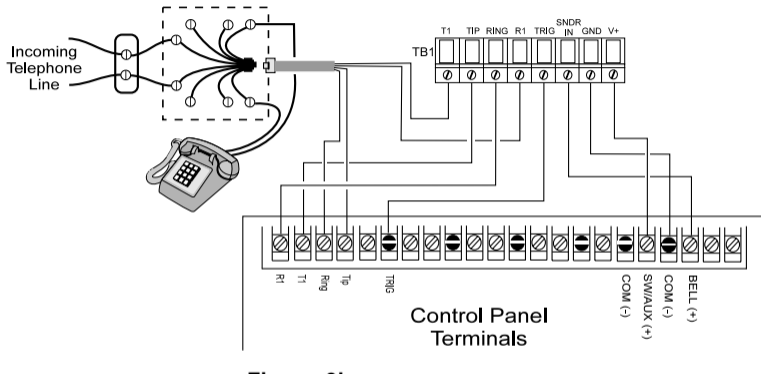 SNDR
T1 TIP RING R1 TRIG IN GND V+
TB1
Incoming
Telephone
Line
R1 T1 Ring Tip TRIG COM (-) SW/AUX (+) COM (-) BELL (+)
Control Panel
Terminals